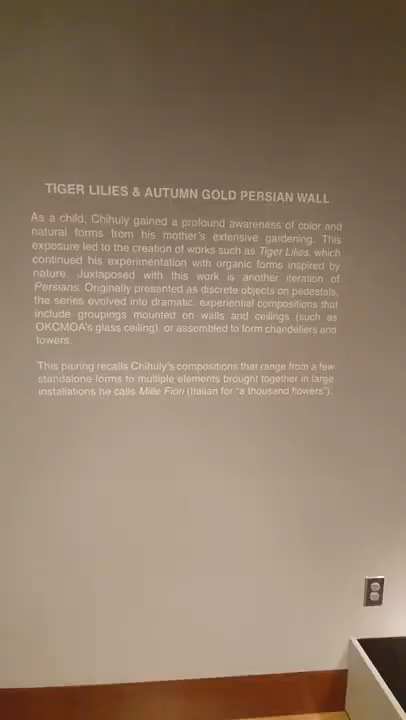 TIGER LILIES & AUTUMN GOLD PERSIAN WALL
As a child, Chihuly gained a profound awareness of color and
natural forms from his mother's extensive gardening. This
exposure led to the creation of works such as Tiger Lilies, which
continued his experimentation with organic forms inspired by
nature. Juxtaposed with this work is another iteration of
Persians. Originally presented as discrete objects on pedestals,
the series evolved into dramatic, experiential compositions that
include groupings mounted on walls and ceilings (such as
OKCMOA's glass ceiling), or assembled to form chandeliers and
towers.
This pairing recalls Chihuly's compositions that range from a few
standalone forms to multiple elements brought together in large
installations he calls Mille Fiori (Italian for "a thousand flowers").